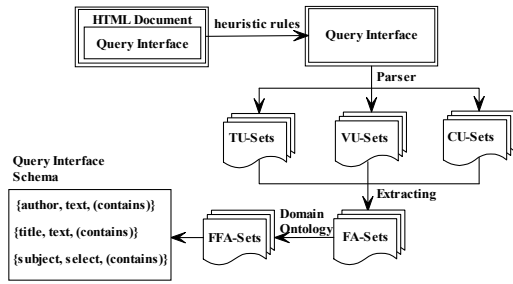 HTML Document
Query Interface
heuristic rules
Query Interface
Parser
TU-Sets
VU-Sets
CU-Sets
Extracting
Query Interface
Schema
{author, text, (contains)}
{title, text, (contains)}
{subject, select, (contains)}
FFA-Sets
Domain
Ontology
FA-Sets